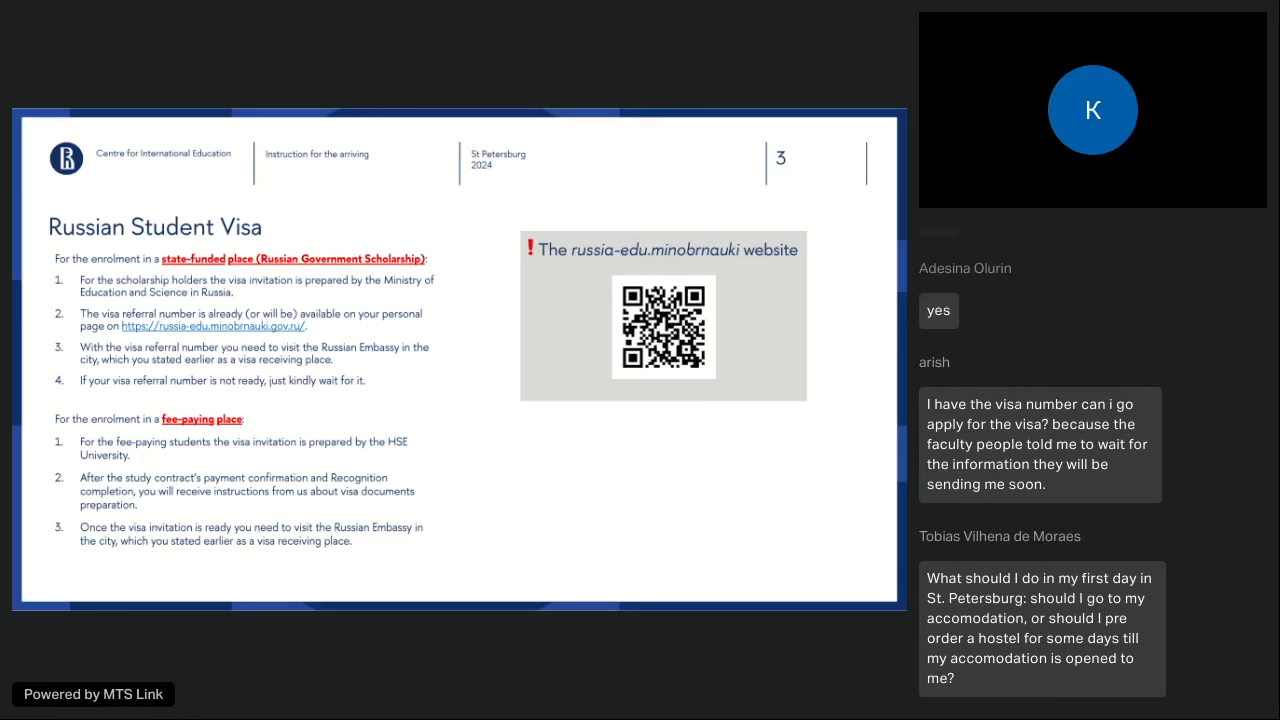 Centre for International Education
Instruction for the arriving
St Petersburg
2024
3
Russian Student Visa
For the enrolment in a state-funded place (Russian Government Scholarship):
1. For the scholarship holders the visa invitation is prepared by the Ministry of
Education and Science in Russia.
2. The visa referral number is already (or will be) available on your personal
page on https://russia-edu.minobrnauki.gov.ru/.
3. With the visa referral number you need to visit the Russian Embassy in the
city, which you stated earlier as a visa receiving place.
4. If your visa referral number is not ready, just kindly wait for it.
For the enrolment in a fee-paying place:
1. For the fee-paying students the visa invitation is prepared by the HSE
University.
2. After the study contract's payment confirmation and Recognition
completion, you will receive instructions from us about visa documents
preparation.
3. Once the visa invitation is ready you need to visit the Russian Embassy in
the city, which you stated earlier as a visa receiving place.
! The russia-edu.minobrnauki website
K
Adesina Olurin
yes
arish
I have the visa number can i go
apply for the visa? because the
faculty people told me to wait for
the information they will be
sending me soon.
Tobias Vilhena de Moraes
What should I do in my first day in
St. Petersburg: should I go to my
accomodation, or should I pre
order a hostel for some days till
my accomodation is opened to
me?
Powered by MTS Link